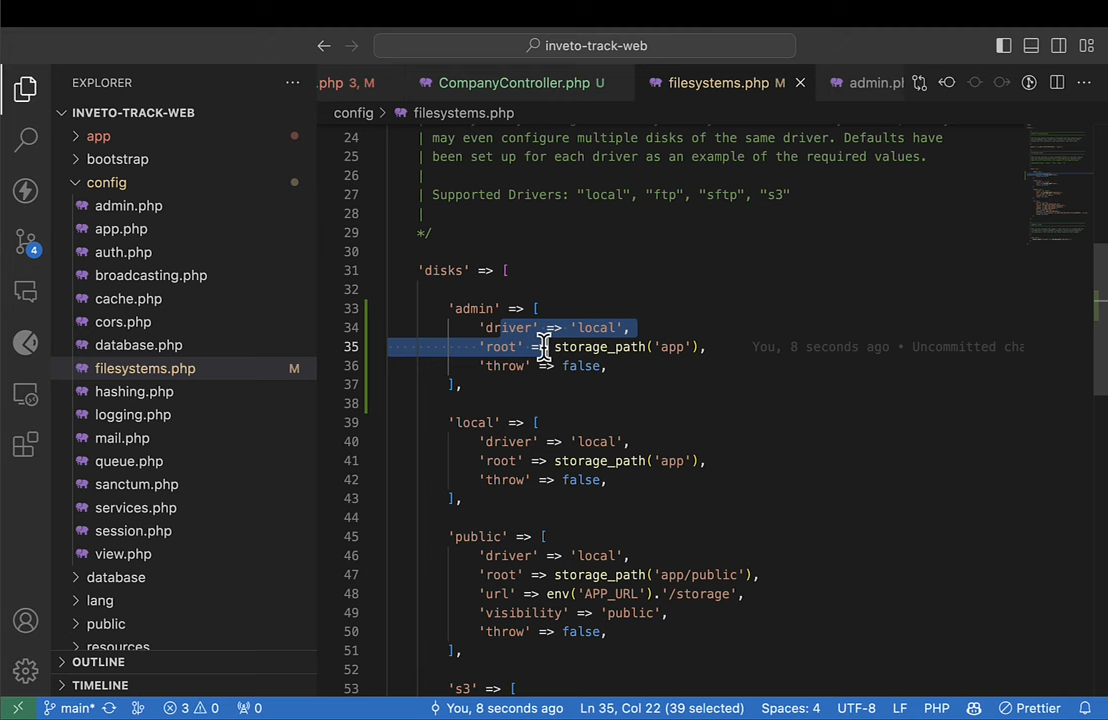 inveto-track-web
EXPLORER
INVETO-TRACK-WEB
app
bootstrap
config
admin.php
app.php
auth.php
broadcasting.php
cache.php
cors.php
database.php
filesystems.php M
hashing.php
logging.php
mail.php
queue.php
sanctum.php
services.php
session.php
view.php
database
lang
public
resources
OUTLINE
TIMELINE
4
.php 3, M
CompanyController.php U
filesystems.php M
admin.ph
config > filesystems.php
24 | may even configure multiple disks of the same driver. Defaults have
25 | been set up for each driver as an example of the required values.
26 |
27 | Supported Drivers: "local", "ftp", "sftp", "s3"
28 |
29 */
30
31 'disks' => [
32
33 'admin' => [
34 'driver' => 'local',
35 'root' => storage_path('app'), You, 8 seconds ago • Uncommitted cha
36 'throw' => false,
37 ],
38
39 'local' => [
40 'driver' => 'local',
41 'root' => storage_path('app'),
42 'throw' => false,
43 ],
44
45 'public' => [
46 'driver' => 'local',
47 'root' => storage_path('app/public'),
48 'url' => env('APP_URL').'/storage',
49 'visibility' => 'public',
50 'throw' => false,
51 ],
52
53 's3' => [
main* 3 0 0 You, 8 seconds ago Ln 35, Col 22 (39 selected) Spaces: 4 UTF-8 LF PHP Prettier